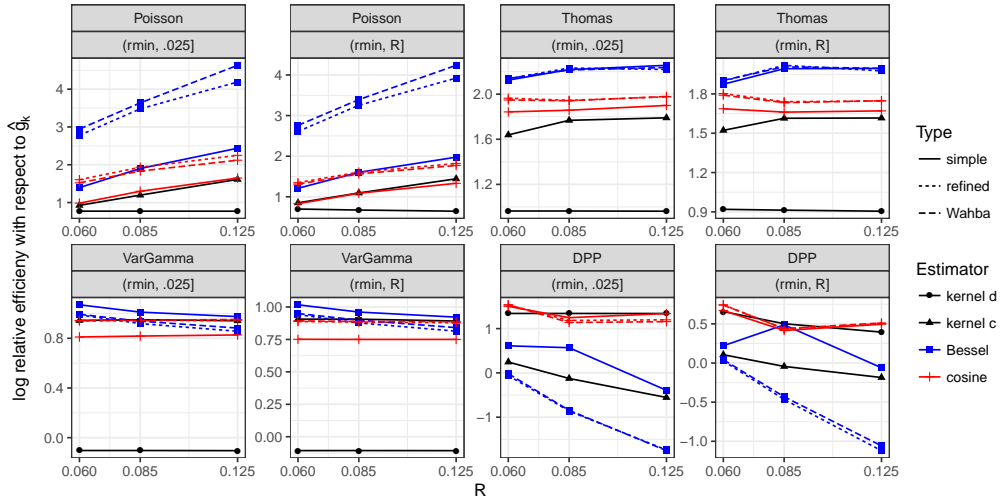 Poisson
Poisson
Thomas
Thomas
(rmin, .025]
(rmin, R]
(rmin, .025]
(rmin, R]
4
3
2
1
4
3
2
1
2.0
1.6
1.2
1.8
1.5
1.2
0.9
0.060 0.085 0.125
0.060 0.085 0.125
0.060 0.085 0.125
0.060 0.085 0.125
VarGamma
VarGamma
DPP
DPP
(rmin, .025]
(rmin, R]
(rmin, .025]
(rmin, R]
0.8
0.4
0.0
1.00
0.75
0.50
0.25
0.00
1
0
−1
0.5
0.0
−0.5
−1.0
0.060 0.085 0.125
0.060 0.085 0.125
0.060 0.085 0.125
0.060 0.085 0.125
R
log relative efficieny with respect to ĝk
Type
simple
refined
Wahba
Estimator
kernel d
kernel c
Bessel
cosine